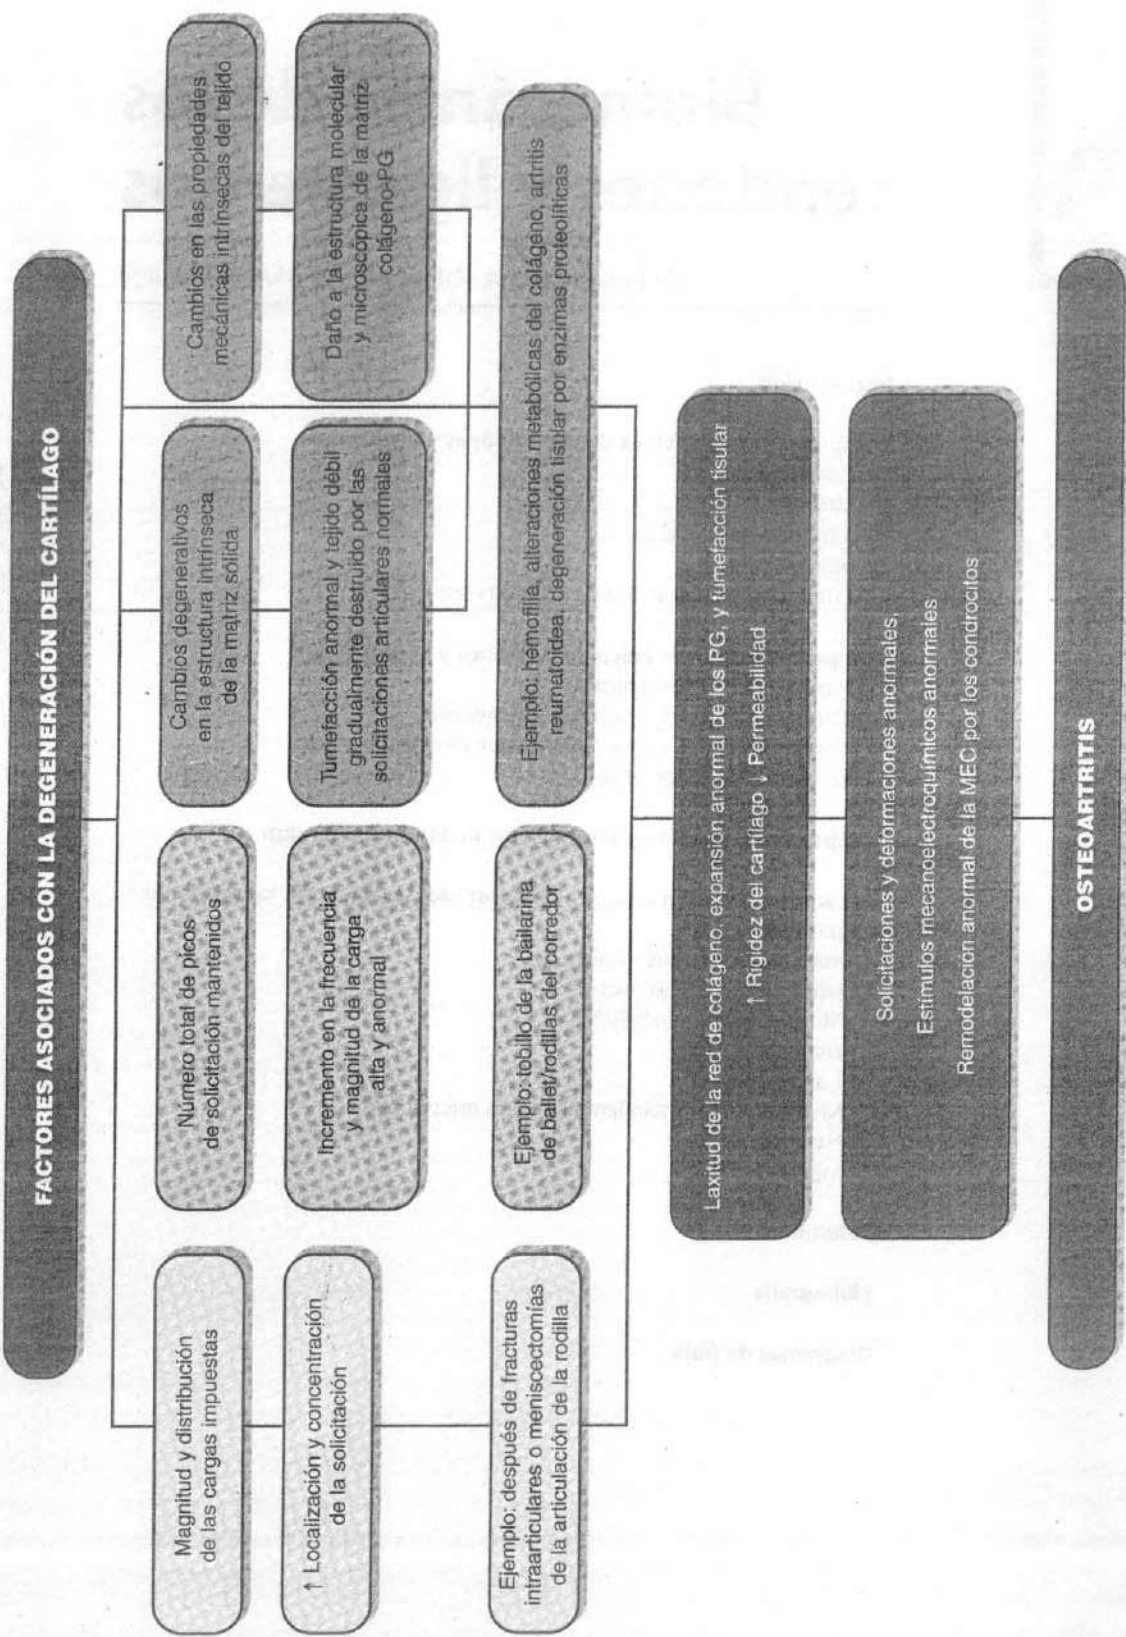 FACTORES ASOCIADOS CON LA DEGENERACIÓN DEL CARTÍLAGO
Magnitud y distribución
de las cargas impuestas
↑ Localización y concentración
de la solicitación
Ejemplo: después de fracturas
intraarticulares o meniscectomías
de la articulación de la rodilla
Número total de picos
de solicitación mantenidos
Incremento en la frecuencia
y magnitud de la carga
alta y anormal
Ejemplo: tobillo de la bailarina
de ballet/rodillas del corredor
Cambios degenerativos
en la estructura intrínseca
de la matriz sólida
Tumefacción anormal y tejido débil
gradualmente destruido por las
solicitaciones articulares normales
Cambios en las propiedades
mecánicas intrínsecas del tejido
Daño a la estructura molecular
y microscópica de la matriz
colágeno-PG
Ejemplo: hemofilia, alteraciones metabólicas del colágeno, artritis
reumatoidea, degeneración tisular por enzimas proteolíticas
Laxitud de la red de colágeno, expansión anormal de los PG, y tumefacción tisular
↑ Rigidez del cartílago ↓ Permeabilidad
Solicitaciones y deformaciones anormales,
Estímulos mecanoelectroquímicos anormales
Remodelación anormal de la MEC por los condrocitos
OSTEOARTRITIS